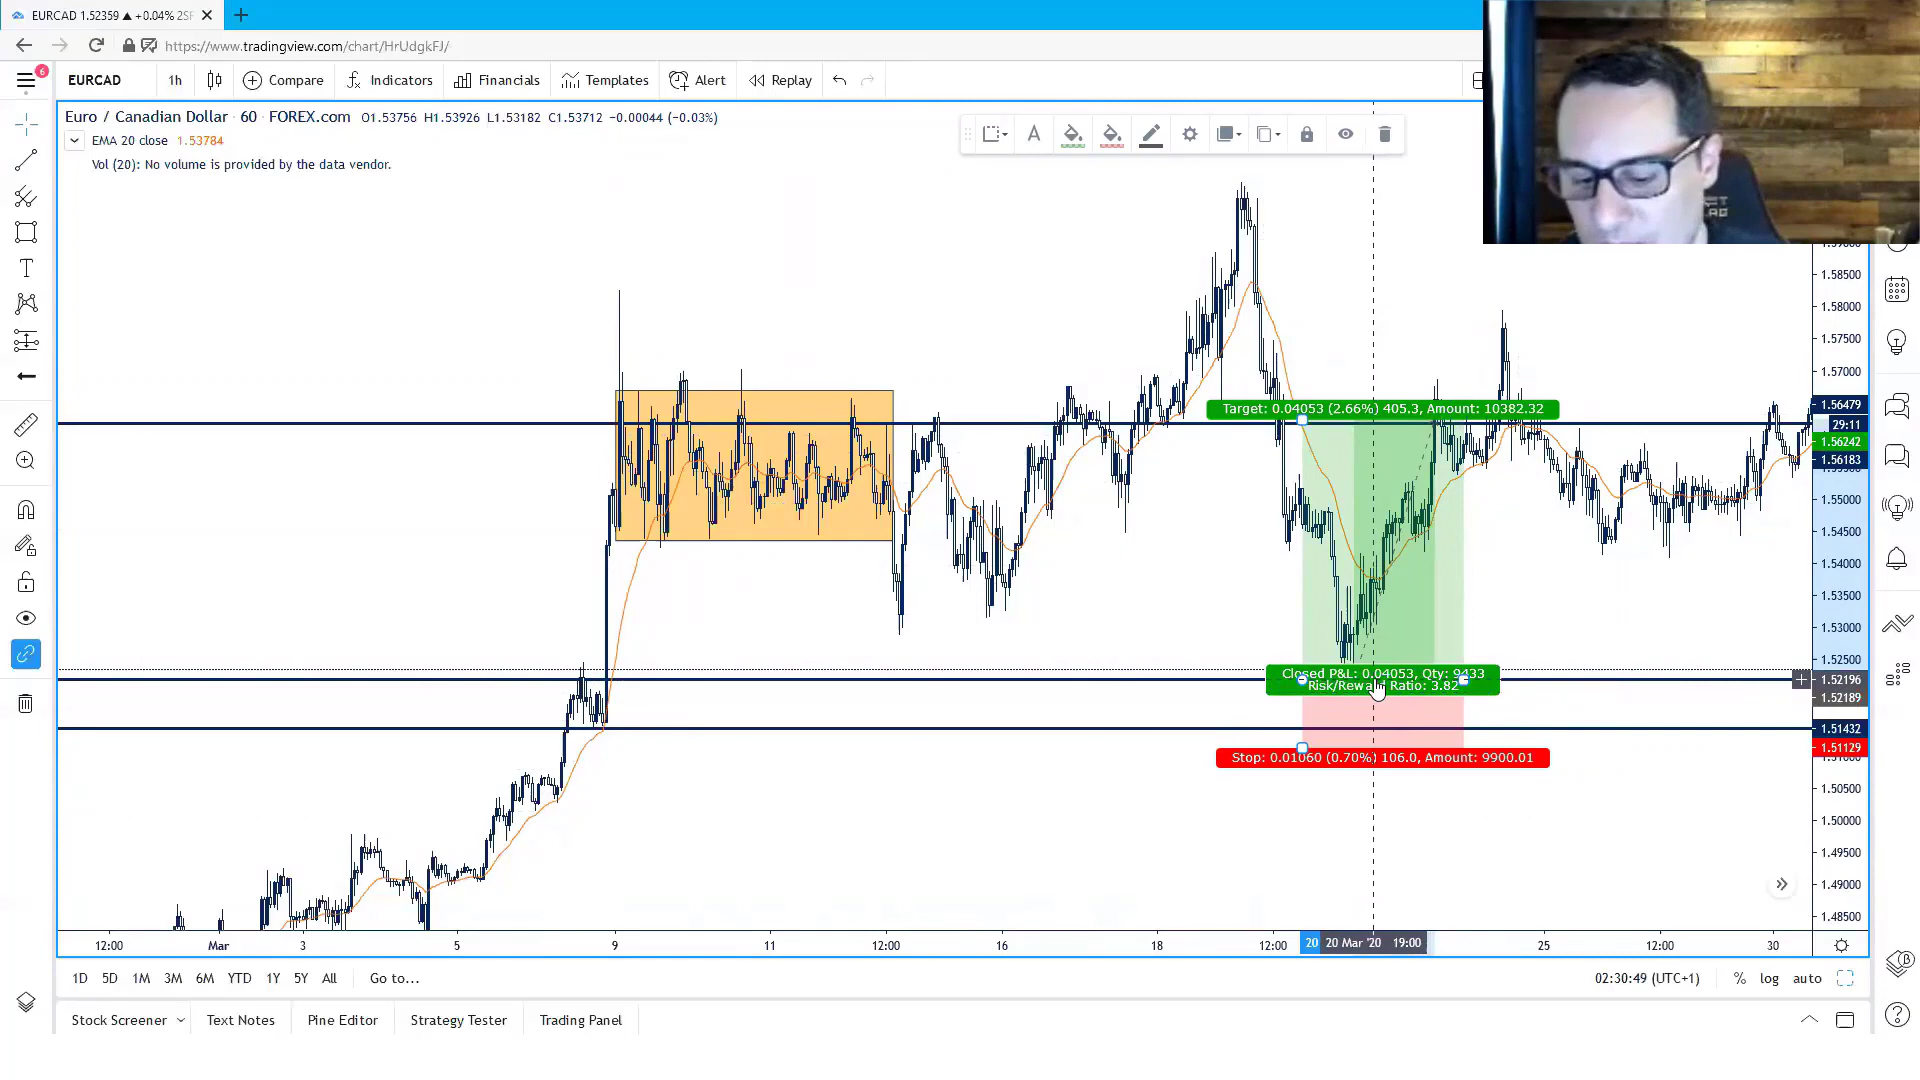 EURCAD 1.52359 ▲ +0.04% 2SF
https://www.tradingview.com/chart/HrUdgkFJ/
6
EURCAD 1h Compare Indicators Financials Templates Alert Replay
Euro / Canadian Dollar · 60 · FOREX.com O1.53756 H1.53926 L1.53182 C1.53712 −0.00044 (−0.03%)
EMA 20 close 1.53784
Vol (20): No volume is provided by the data vendor.
1.58500
1.58000
1.57500
1.57000
1.56479
Target: 0.04053 (2.66%) 405.3, Amount: 10382.32
29:11
1.56242
1.56183
1.55000
1.54500
1.54000
1.53500
1.53000
1.52500
Closed P&L: 0.04053, Qty: 9433
Risk/Reward Ratio: 3.82
1.52196
1.52189
1.51432
1.51129
Stop: 0.01060 (0.70%) 106.0, Amount: 9900.01
1.50500
1.50000
1.49500
1.49000
1.48500
12:00 Mar 3 5 9 11 12:00 16 18 12:00 20 20 Mar '20 19:00 25 12:00 30
1D 5D 1M 3M 6M YTD 1Y 5Y All Go to... 02:30:49 (UTC+1) % log auto
Stock Screener Text Notes Pine Editor Strategy Tester Trading Panel